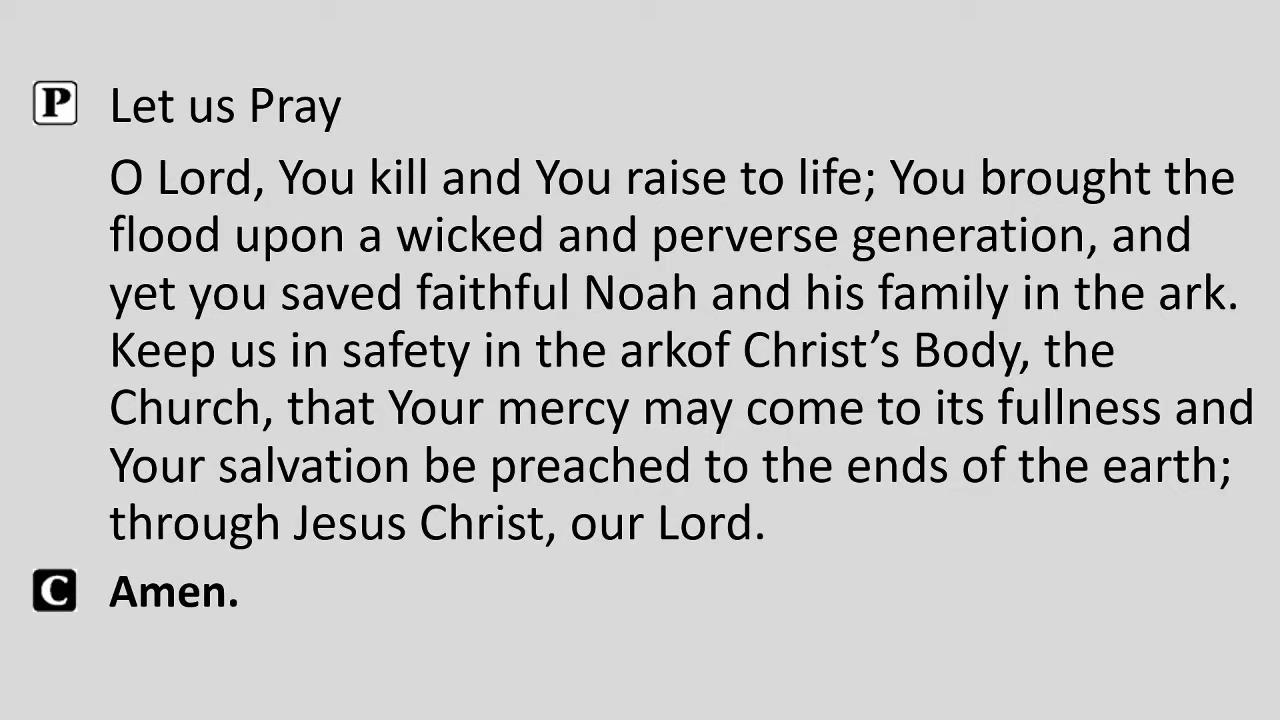 P Let us Pray
O Lord, You kill and You raise to life; You brought the
flood upon a wicked and perverse generation, and
yet you saved faithful Noah and his family in the ark.
Keep us in safety in the arkof Christ’s Body, the
Church, that Your mercy may come to its fullness and
Your salvation be preached to the ends of the earth;
through Jesus Christ, our Lord.
C Amen.